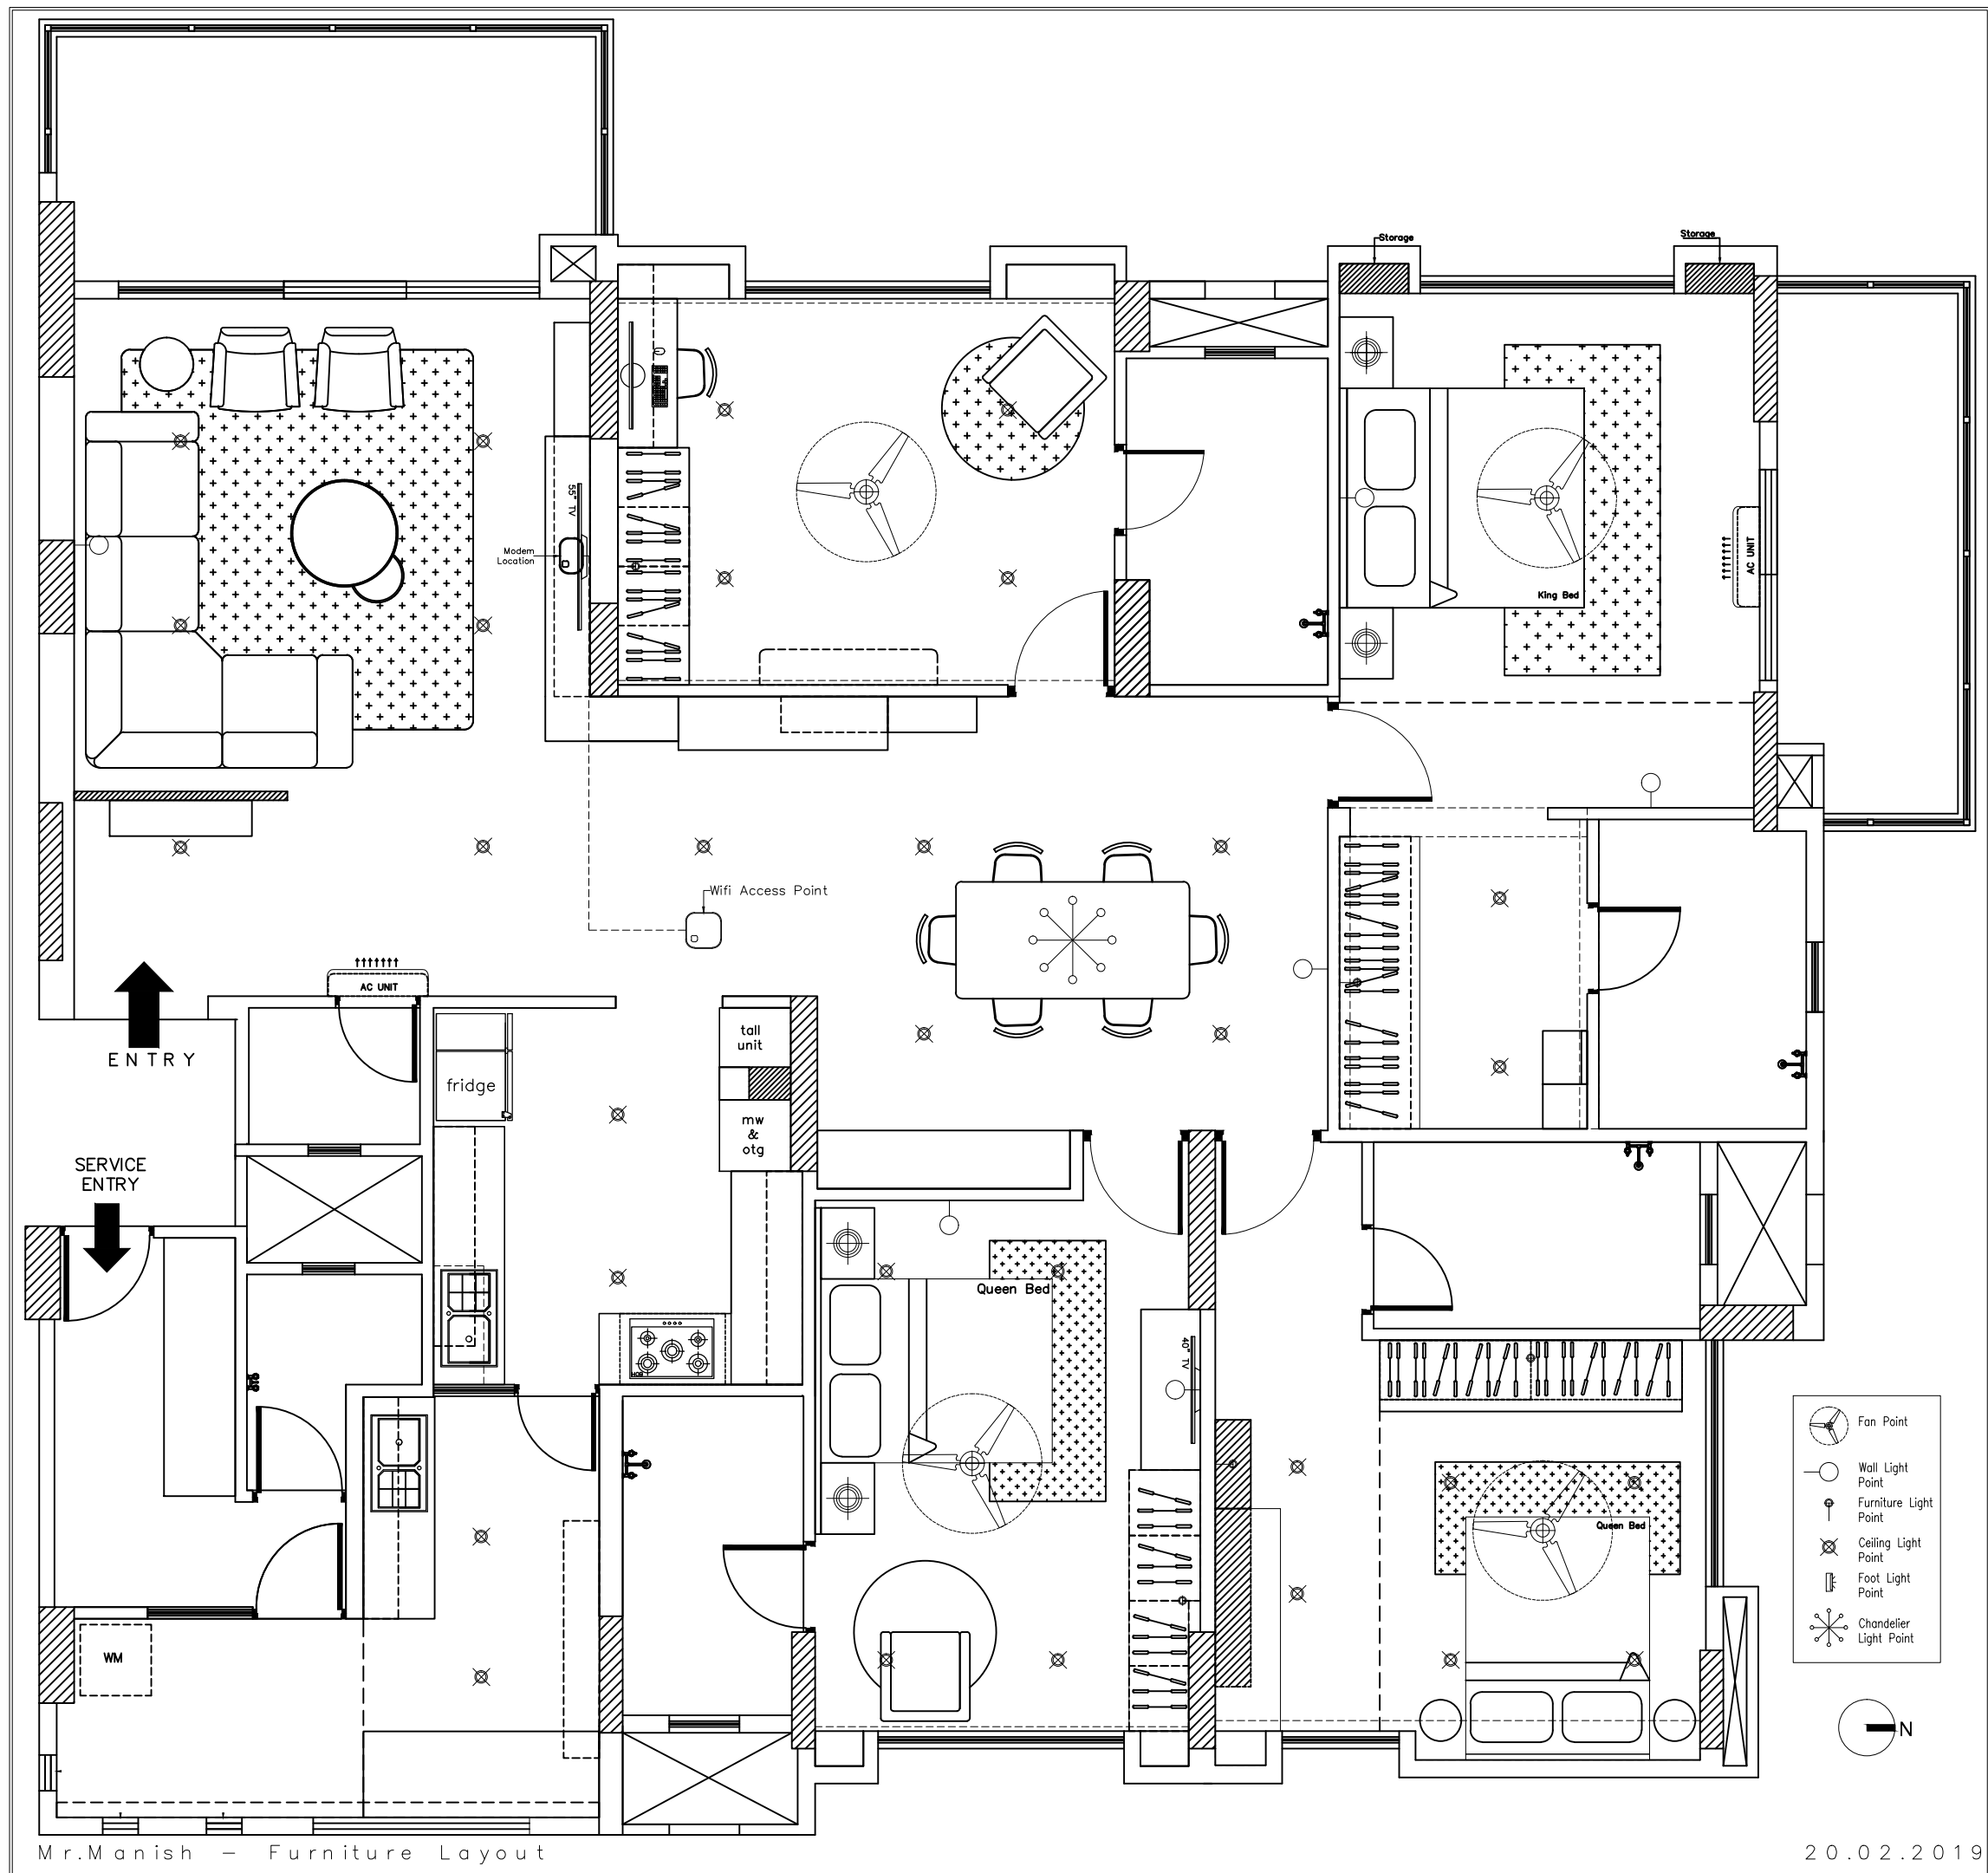 Storage
Storage
55" TV
Modem
Location
King Bed
AC UNIT
Wifi Access Point
AC UNIT
ENTRY
tall
unit
fridge
mw
&
otg
SERVICE
ENTRY
Queen Bed
40" TV
HOB
Queen Bed
WM
Fan Point
Wall Light
Point
Furniture Light
Point
Ceiling Light
Point
Foot Light
Point
Chandelier
Light Point
N
Mr.Manish - Furniture Layout
20.02.2019